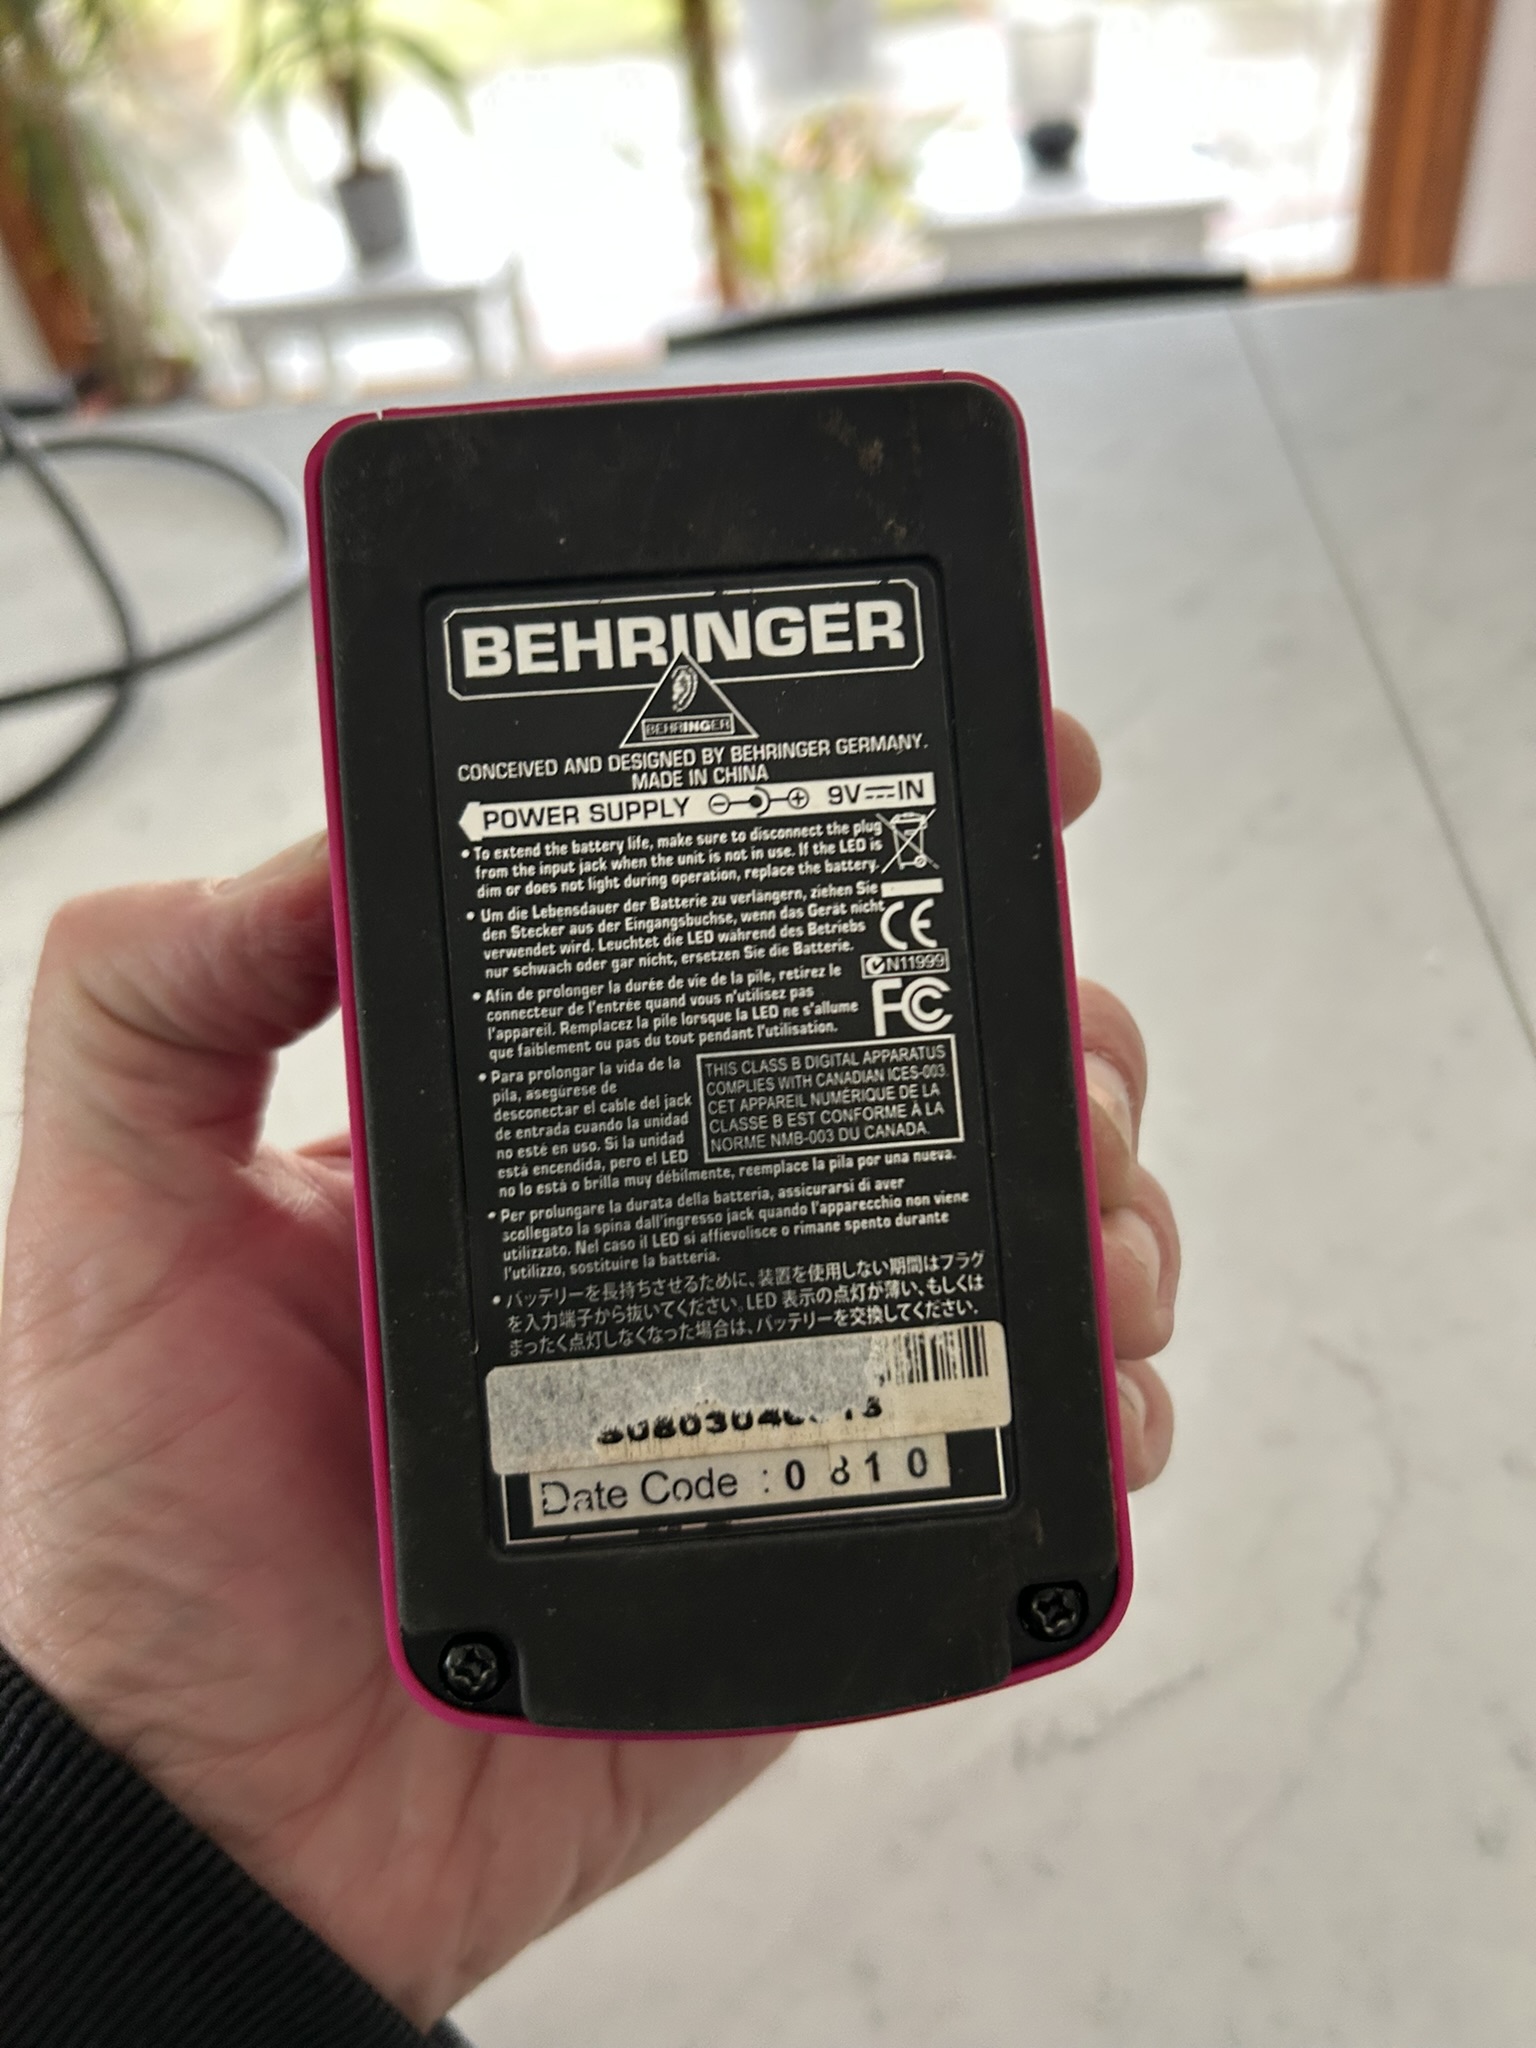 BEHRINGER
BEHRINGER
CONCEIVED AND DESIGNED BY BEHRINGER GERMANY.
MADE IN CHINA
POWER SUPPLY 9V IN
• To extend the battery life, make sure to disconnect the plug
from the input jack when the unit is not in use. If the LED is
dim or does not light during operation, replace the battery.
• Um die Lebensdauer der Batterie zu verlängern, ziehen Sie
den Stecker aus der Eingangsbuchse, wenn das Gerät nicht
verwendet wird. Leuchtet die LED während des Betriebs
nur schwach oder gar nicht, ersetzen Sie die Batterie.
CE
N11999
FC
• Afin de prolonger la durée de vie de la pile, retirez le
connecteur de l'entrée quand vous n'utilisez pas
l'appareil. Remplacez la pile lorsque la LED ne s'allume
que faiblement ou pas du tout pendant l'utilisation.
• Para prolongar la vida de la
pila, asegúrese de
desconectar el cable del jack
de entrada cuando la unidad
no esté en uso. Si la unidad
está encendida, pero el LED
no lo está o brilla muy débilmente, reemplace la pila por una nueva.
THIS CLASS B DIGITAL APPARATUS
COMPLIES WITH CANADIAN ICES-003.
CET APPAREIL NUMÉRIQUE DE LA
CLASSE B EST CONFORME À LA
NORME NMB-003 DU CANADA.
• Per prolungare la durata della batteria, assicurarsi di aver
scollegato la spina dall'ingresso jack quando l'apparecchio non viene
utilizzato. Nel caso il LED si affievolisce o rimane spento durante
l'utilizzo, sostituire la batteria.
• バッテリーを長持ちさせるために、装置を使用しない期間はプラグ
を入力端子から抜いてください。LED 表示の点灯が薄い、もしくは
まったく点灯しなくなった場合は、バッテリーを交換してください.
Date Code : 0 8 1 0